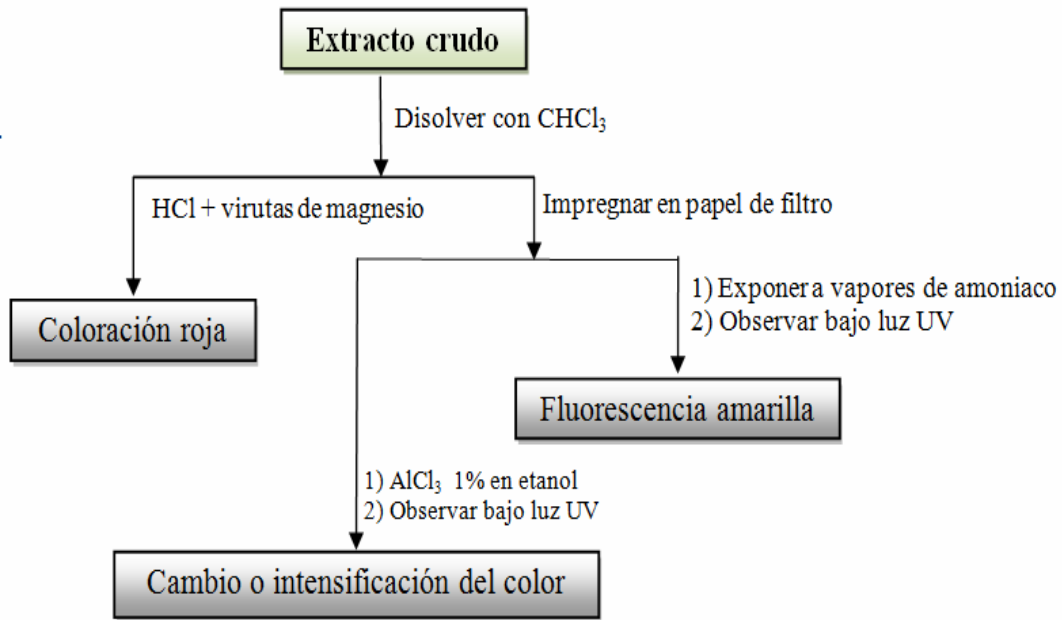 Extracto crudo
Disolver con CHCl₃
HCl + virutas de magnesio
Impregnar en papel de filtro
1) Exponer a vapores de amoniaco
2) Observar bajo luz UV
Coloración roja
Fluorescencia amarilla
1) AlCl₃ 1% en etanol
2) Observar bajo luz UV
Cambio o intensificación del color